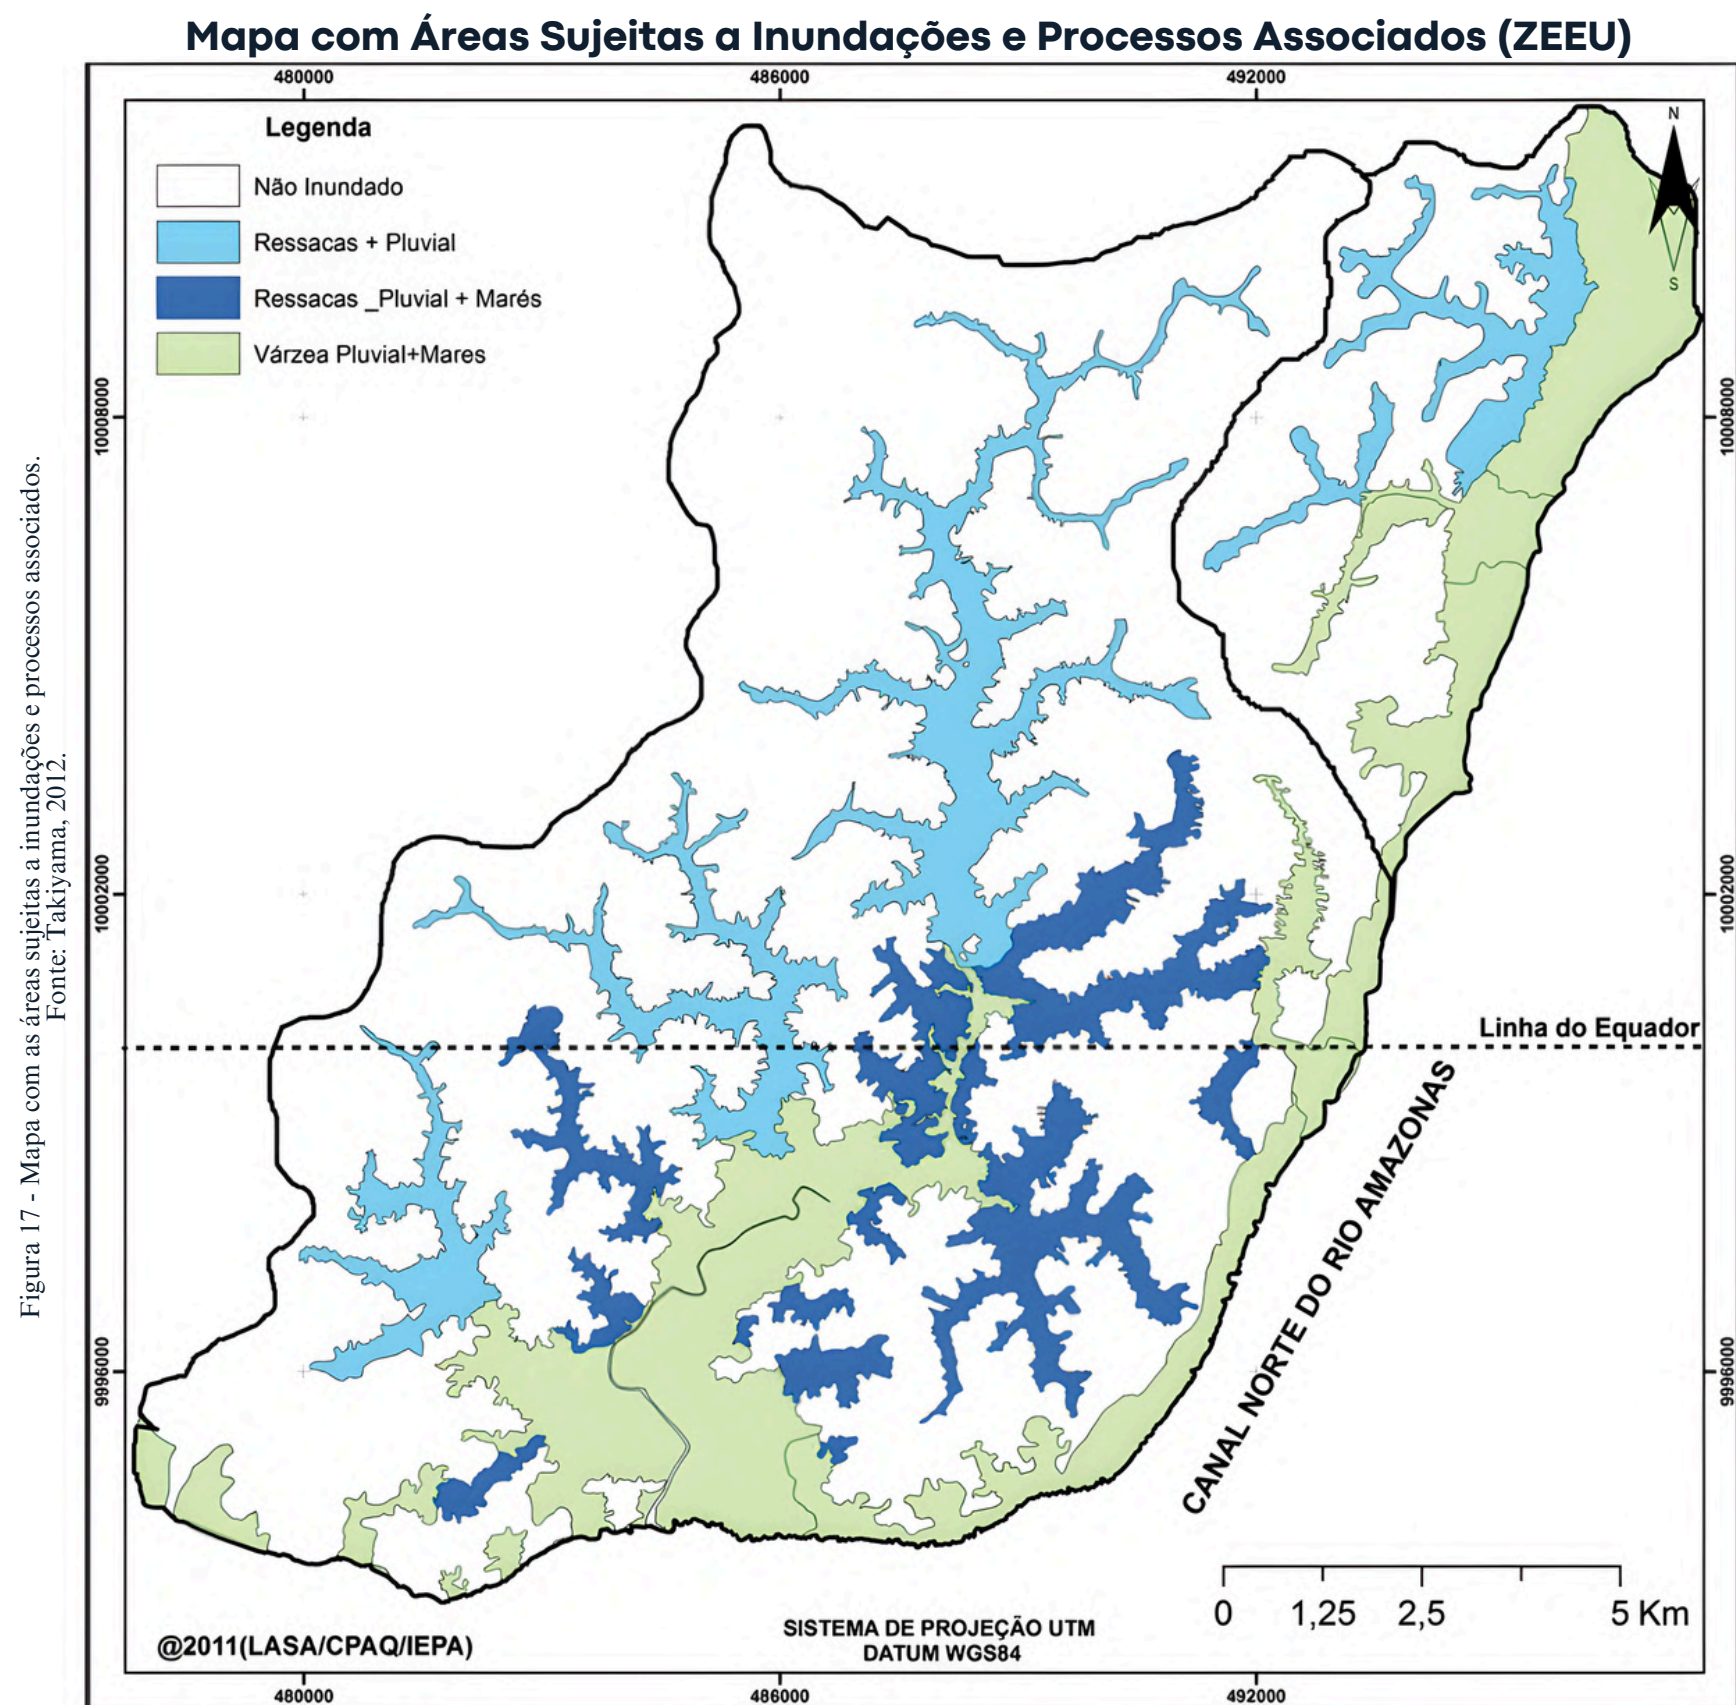 Mapa com Áreas Sujeitas a Inundações e Processos Associados (ZEEU)
480000
486000
492000
Legenda
Não Inundado
Ressacas + Pluvial
Ressacas _Pluvial + Marés
Várzea Pluvial+Mares
N
S
10008000
10008000
10002000
10002000
9996000
9996000
Linha do Equador
CANAL NORTE DO RIO AMAZONAS
0 1,25 2,5 5 Km
SISTEMA DE PROJEÇÃO UTM
DATUM WGS84
@2011(LASA/CPAQ/IEPA)
480000
486000
492000
Figura 17 - Mapa com as áreas sujeitas a inundações e processos associados.
Fonte: Takiyama, 2012.